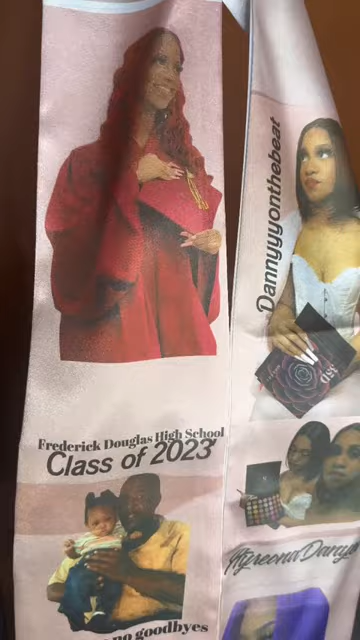 Dannyyyonthebeat
Frederick Douglas High School
Class of 2023
no goodbyes